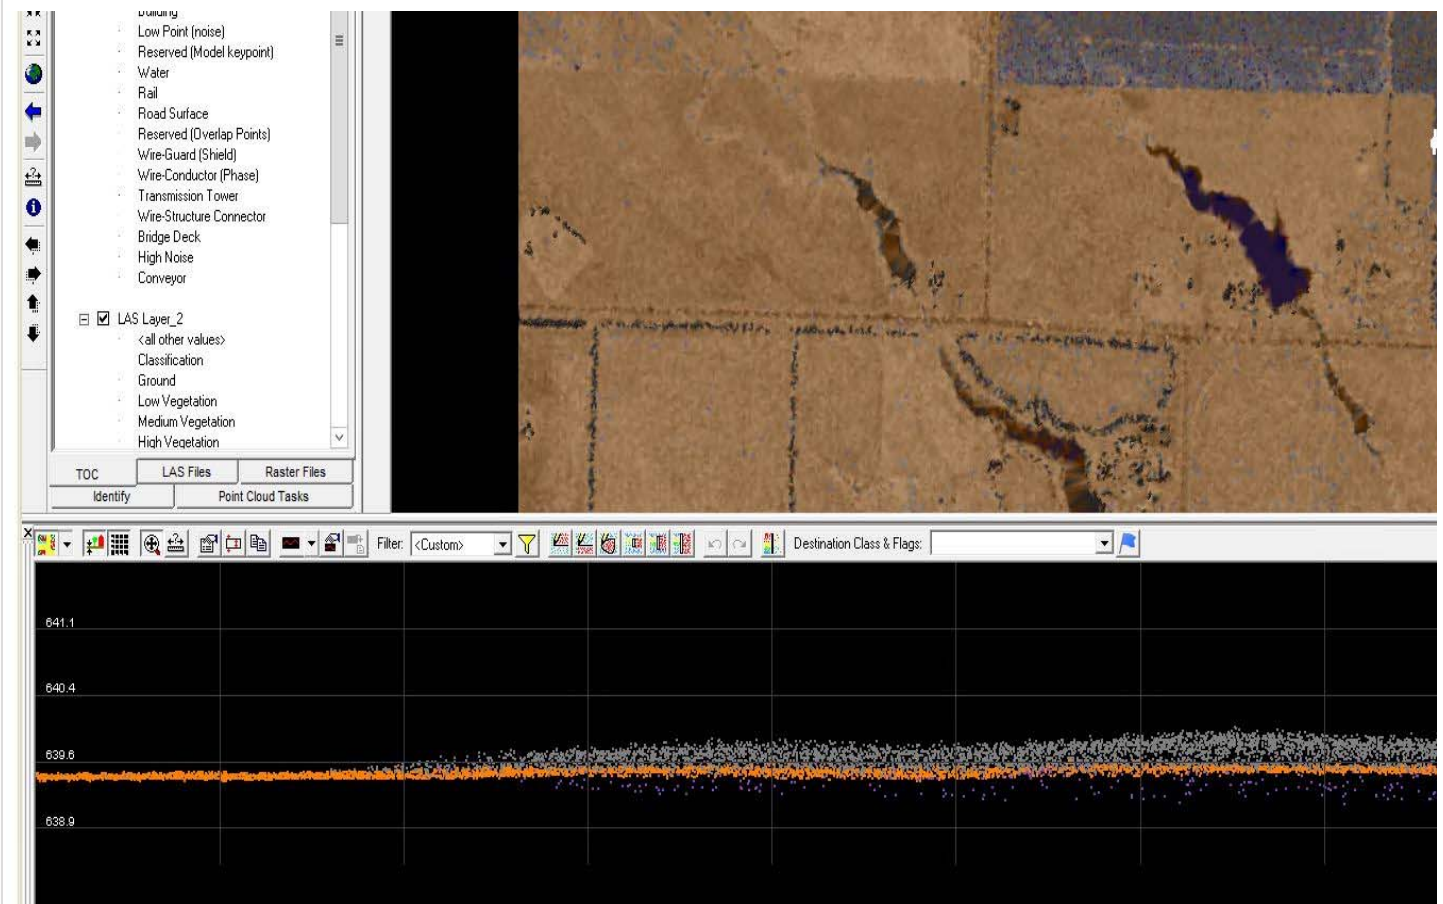 Building
Low Point (noise)
Reserved (Model keypoint)
Water
Rail
Road Surface
Reserved (Overlap Points)
Wire-Guard (Shield)
Wire-Conductor (Phase)
Transmission Tower
Wire-Structure Connector
Bridge Deck
High Noise
Conveyor
LAS Layer_2
<all other values>
Classification
Ground
Low Vegetation
Medium Vegetation
High Vegetation
TOC LAS Files Raster Files
Identify Point Cloud Tasks
Filter: <Custom> Destination Class & Flags:
641.1
640.4
639.6
638.9